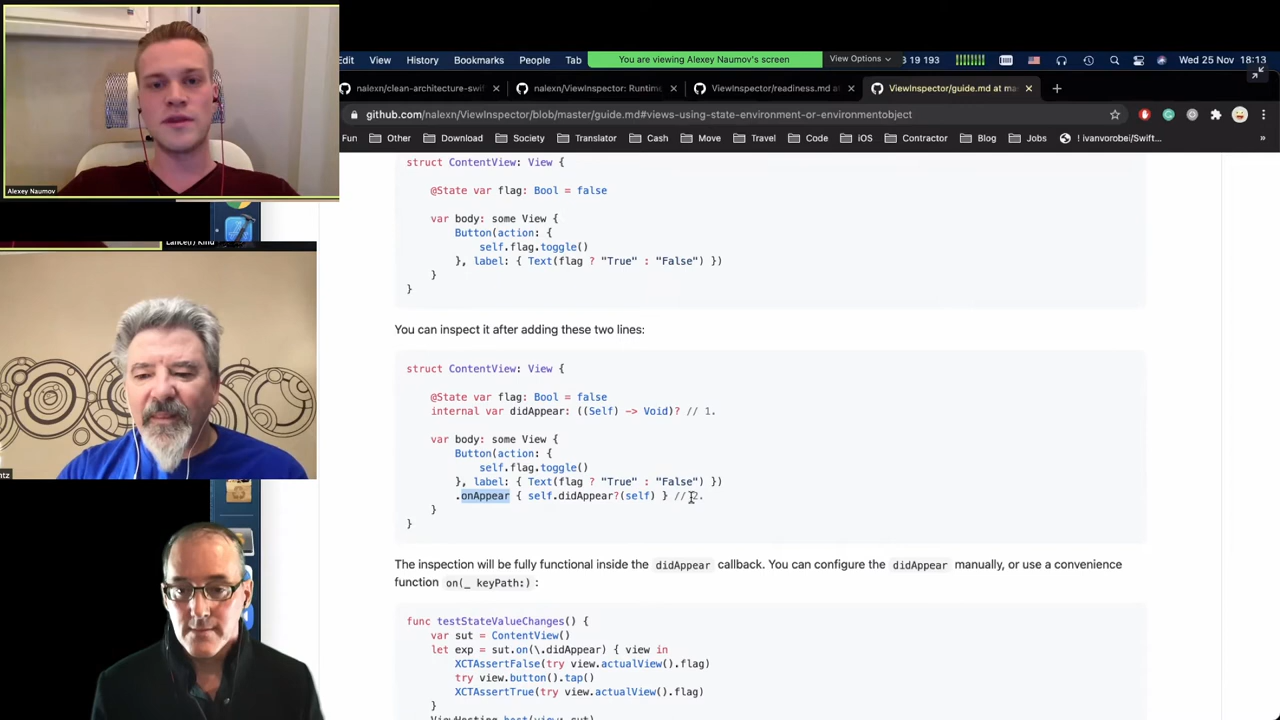 Alexey Naumov
Lance(r) Kind
ntz
Edit View History Bookmarks People Tab You are viewing Alexey Naumov's screen View Options 19 193 Wed 25 Nov 18:13
nalexn/clean-architecture-swif × nalexn/ViewInspector: Runtime × ViewInspector/readiness.md at × ViewInspector/guide.md at ma × +
github.com/nalexn/ViewInspector/blob/master/guide.md#views-using-state-environment-or-environmentobject
Fun Other Download Society Translator Cash Move Travel iOS Contractor Blog Jobs ! ivanvorobei/Swift...
struct ContentView: View {
@State var flag: Bool = false
var body: some View {
Button(action: {
self.flag.toggle()
}, label: { Text(flag ? "True" : "False") })
}
}
You can inspect it after adding these two lines:
struct ContentView: View {
@State var flag: Bool = false
internal var didAppear: ((Self) -> Void)? // 1.
var body: some View {
Button(action: {
self.flag.toggle()
}, label: { Text(flag ? "True" : "False") })
.onAppear { self.didAppear?(self) } // 2.
}
}
The inspection will be fully functional inside the didAppear callback. You can configure the didAppear manually, or use a convenience
function on(_ keyPath:) :
func testStateValueChanges() {
var sut = ContentView()
let exp = sut.on(\.didAppear) { view in
XCTAssertFalse(try view.actualView().flag)
try view.button().tap()
XCTAssertTrue(try view.actualView().flag)
}
ViewHosting.host(view: sut)